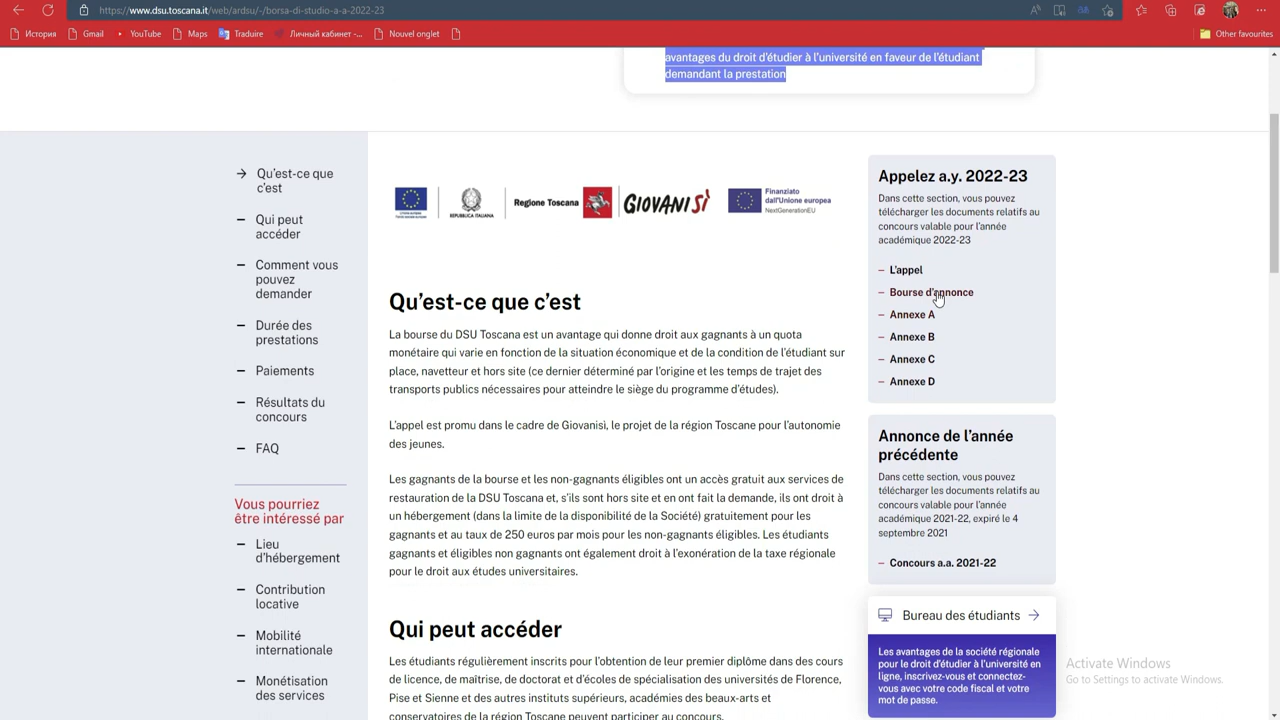 https://www.dsu.toscana.it/web/ardsu/-/borsa-di-studio-a-a-2022-23
История
Gmail
YouTube
Maps
Traduire
Личный кабинет -...
Nouvel onglet
Other favourites
avantages du droit d'étudier à l'université en faveur de l'étudiant
demandant la prestation
Qu'est-ce que
c'est
Qui peut
accéder
Comment vous
pouvez
demander
Durée des
prestations
Paiements
Résultats du
concours
FAQ
Vous pourriez
être intéressé par
Lieu
d'hébergement
Contribution
locative
Mobilité
internationale
Monétisation
des services
REPUBBLICA ITALIANA
Regione Toscana
GIOVANISÌ
Finanziato
dall'Unione europea
NextGenerationEU
Qu'est-ce que c'est
La bourse du DSU Toscana est un avantage qui donne droit aux gagnants à un quota
monétaire qui varie en fonction de la situation économique et de la condition de l'étudiant sur
place, navetteur et hors site (ce dernier déterminé par l'origine et les temps de trajet des
transports publics nécessaires pour atteindre le siège du programme d'études).
L'appel est promu dans le cadre de Giovanisì, le projet de la région Toscane pour l'autonomie
des jeunes.
Les gagnants de la bourse et les non-gagnants éligibles ont un accès gratuit aux services de
restauration de la DSU Toscana et, s'ils sont hors site et en ont fait la demande, ils ont droit à
un hébergement (dans la limite de la disponibilité de la Société) gratuitement pour les
gagnants et au taux de 250 euros par mois pour les non-gagnants éligibles. Les étudiants
gagnants et éligibles non gagnants ont également droit à l'exonération de la taxe régionale
pour le droit aux études universitaires.
Qui peut accéder
Les étudiants régulièrement inscrits pour l'obtention de leur premier diplôme dans des cours
de licence, de maîtrise, de doctorat et d'écoles de spécialisation des universités de Florence,
Pise et Sienne et des autres instituts supérieurs, académies des beaux-arts et
conservatoires de la région Toscane peuvent participer au concours.
Appelez a.y. 2022-23
Dans cette section, vous pouvez
télécharger les documents relatifs au
concours valable pour l'année
académique 2022-23
L'appel
Bourse d'annonce
Annexe A
Annexe B
Annexe C
Annexe D
Annonce de l'année
précédente
Dans cette section, vous pouvez
télécharger les documents relatifs au
concours valable pour l'année
académique 2021-22, expiré le 4
septembre 2021
Concours a.a. 2021-22
Bureau des étudiants
Les avantages de la société régionale
pour le droit d'étudier à l'université en
ligne, inscrivez-vous et connectez-
vous avec votre code fiscal et votre
mot de passe.
Activate Windows
Go to Settings to activate Windows.